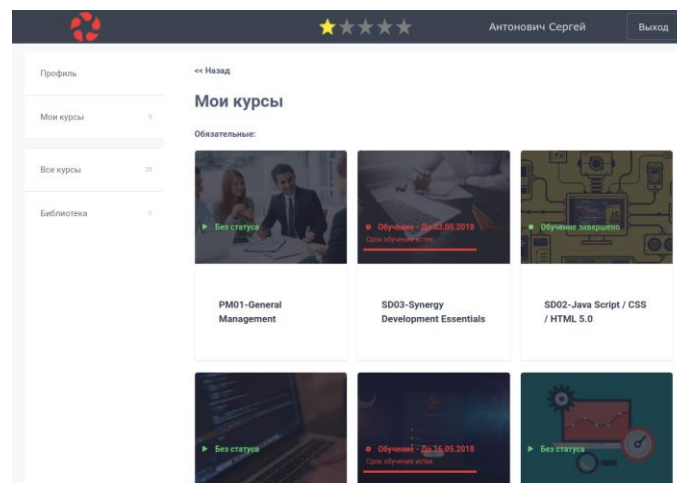 Антонович Сергей
Выход
Профиль
Мои курсы
Все курсы
Библиотека
<< Назад
Мои курсы
Обязательные:
Без статуса
Обучение - До 03.05.2018
Срок обучения истек
Обучение завершено
PM01-General
Management
SD03-Synergy
Development Essentials
SD02-Java Script / CSS
/ HTML 5.0
Без статуса
Обучение - До 16.05.2018
Срок обучения истек
Без статуса